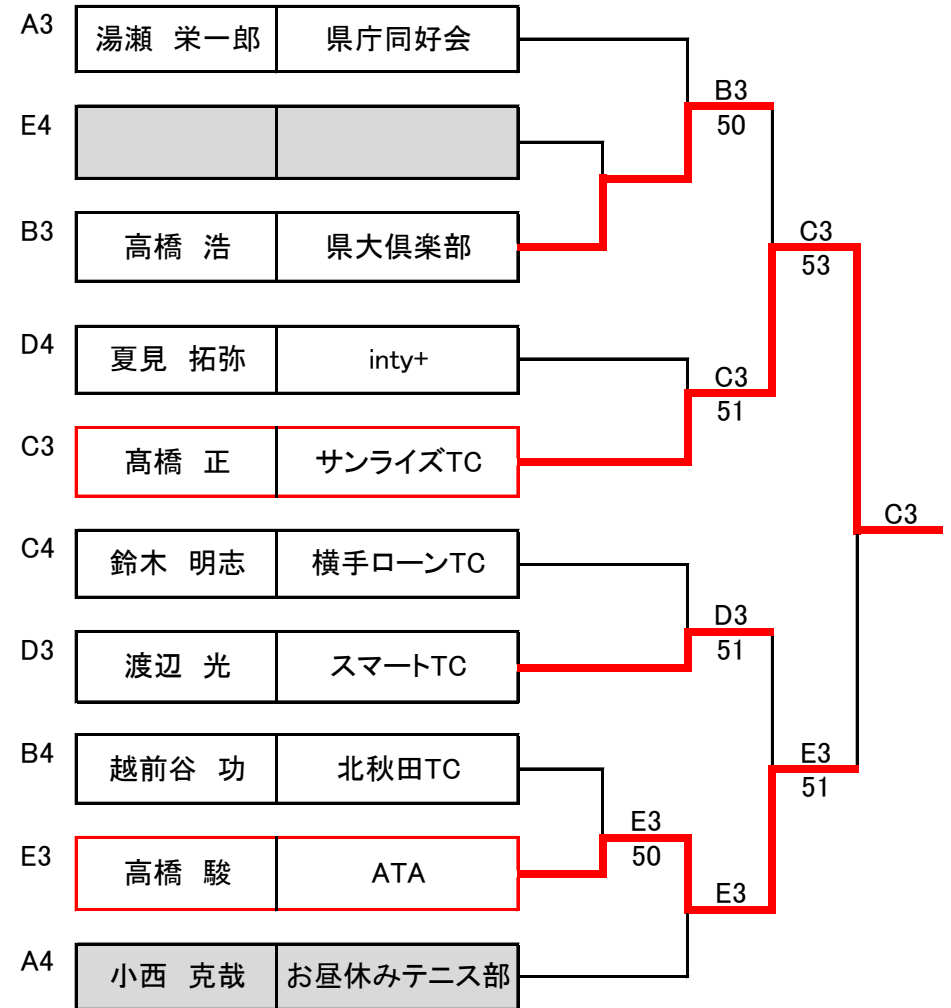 A3 湯瀬 栄一郎 県庁同好会
B3
50
E4
B3 高橋 浩 県大倶楽部
C3
53
D4 夏見 拓弥 inty+
C3
51
C3 髙橋 正 サンライズTC
C3
C4 鈴木 明志 横手ローンTC
D3
51
D3 渡辺 光 スマートTC
B4 越前谷 功 北秋田TC
E3
51
E3
50
E3 高橋 駿 ATA
E3
A4 小西 克哉 お昼休みテニス部